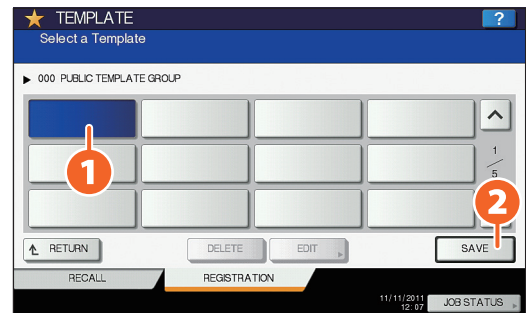 TEMPLATE
?
Select a Template
000 PUBLIC TEMPLATE GROUP
1
1
5
2
RETURN
DELETE
EDIT
SAVE
RECALL
REGISTRATION
11/11/2011
12:07
JOB STATUS